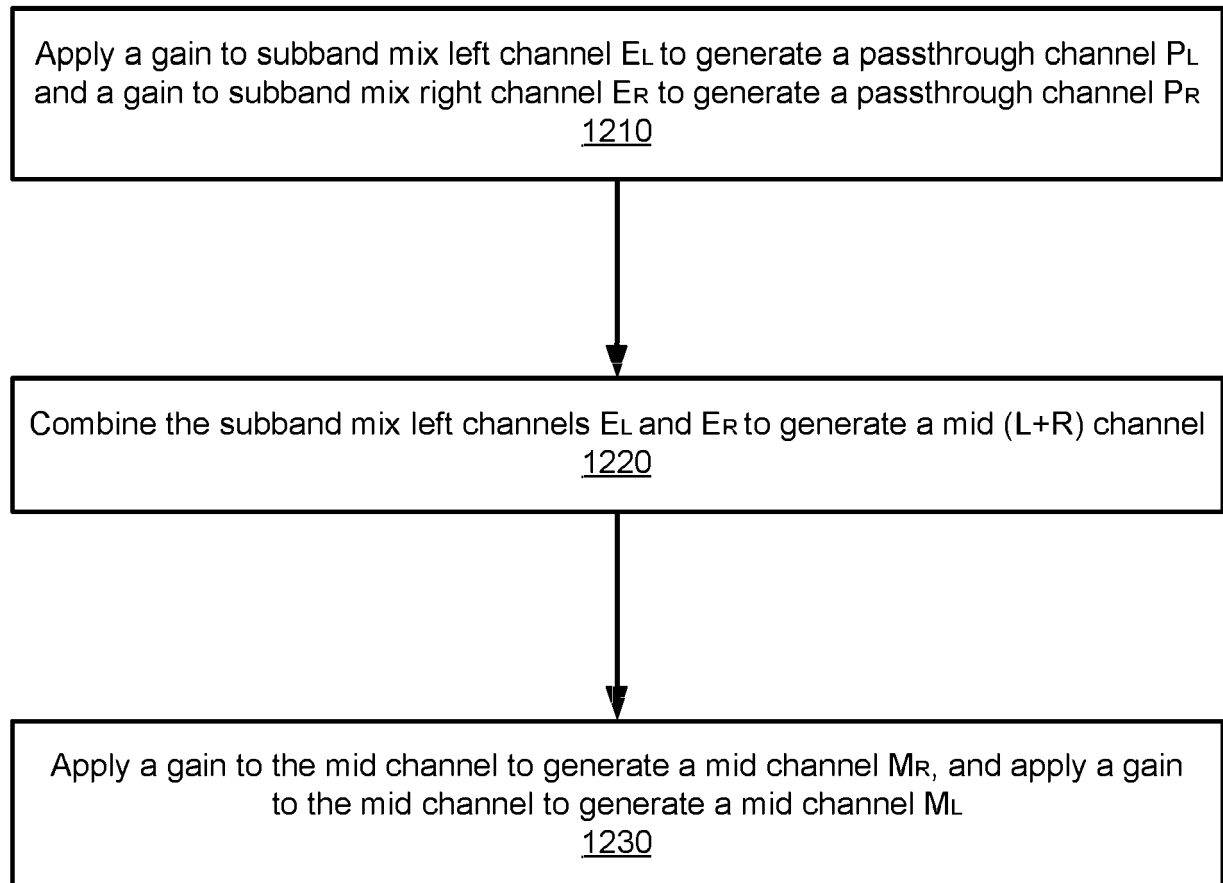 Apply a gain to subband mix left channel EL to generate a passthrough channel PL
and a gain to subband mix right channel ER to generate a passthrough channel PR
1210
Combine the subband mix left channels EL and ER to generate a mid (L+R) channel
1220
Apply a gain to the mid channel to generate a mid channel MR, and apply a gain
to the mid channel to generate a mid channel ML
1230